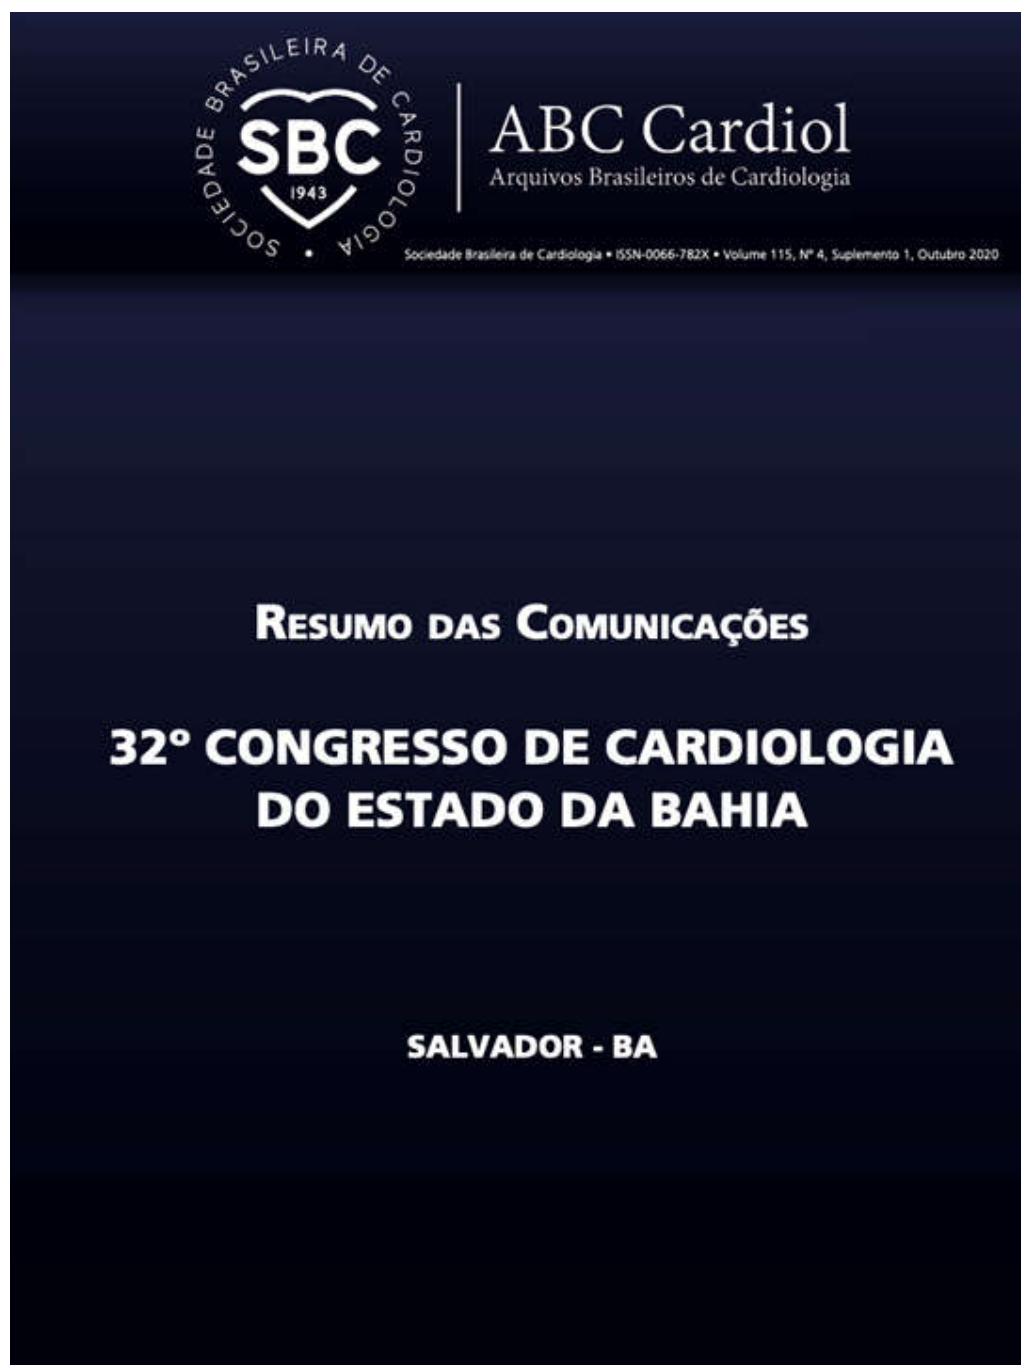 SOCIEDADE BRASILEIRA DE CARDIOLOGIA
SBC
1943
ABC Cardiol
Arquivos Brasileiros de Cardiologia
Sociedade Brasileira de Cardiologia • ISSN-0066-782X • Volume 115, Nº 4, Suplemento 1, Outubro 2020
RESUMO DAS COMUNICAÇÕES
32º CONGRESSO DE CARDIOLOGIA
DO ESTADO DA BAHIA
SALVADOR - BA